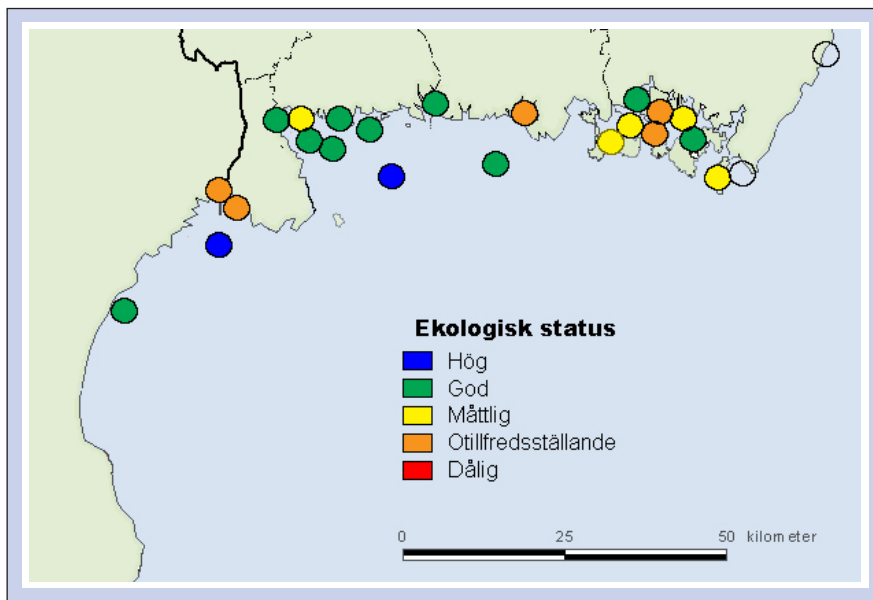 Ekologisk status
Hög
God
Måttlig
Otillfredsställande
Dålig
0 25 50 kilometer